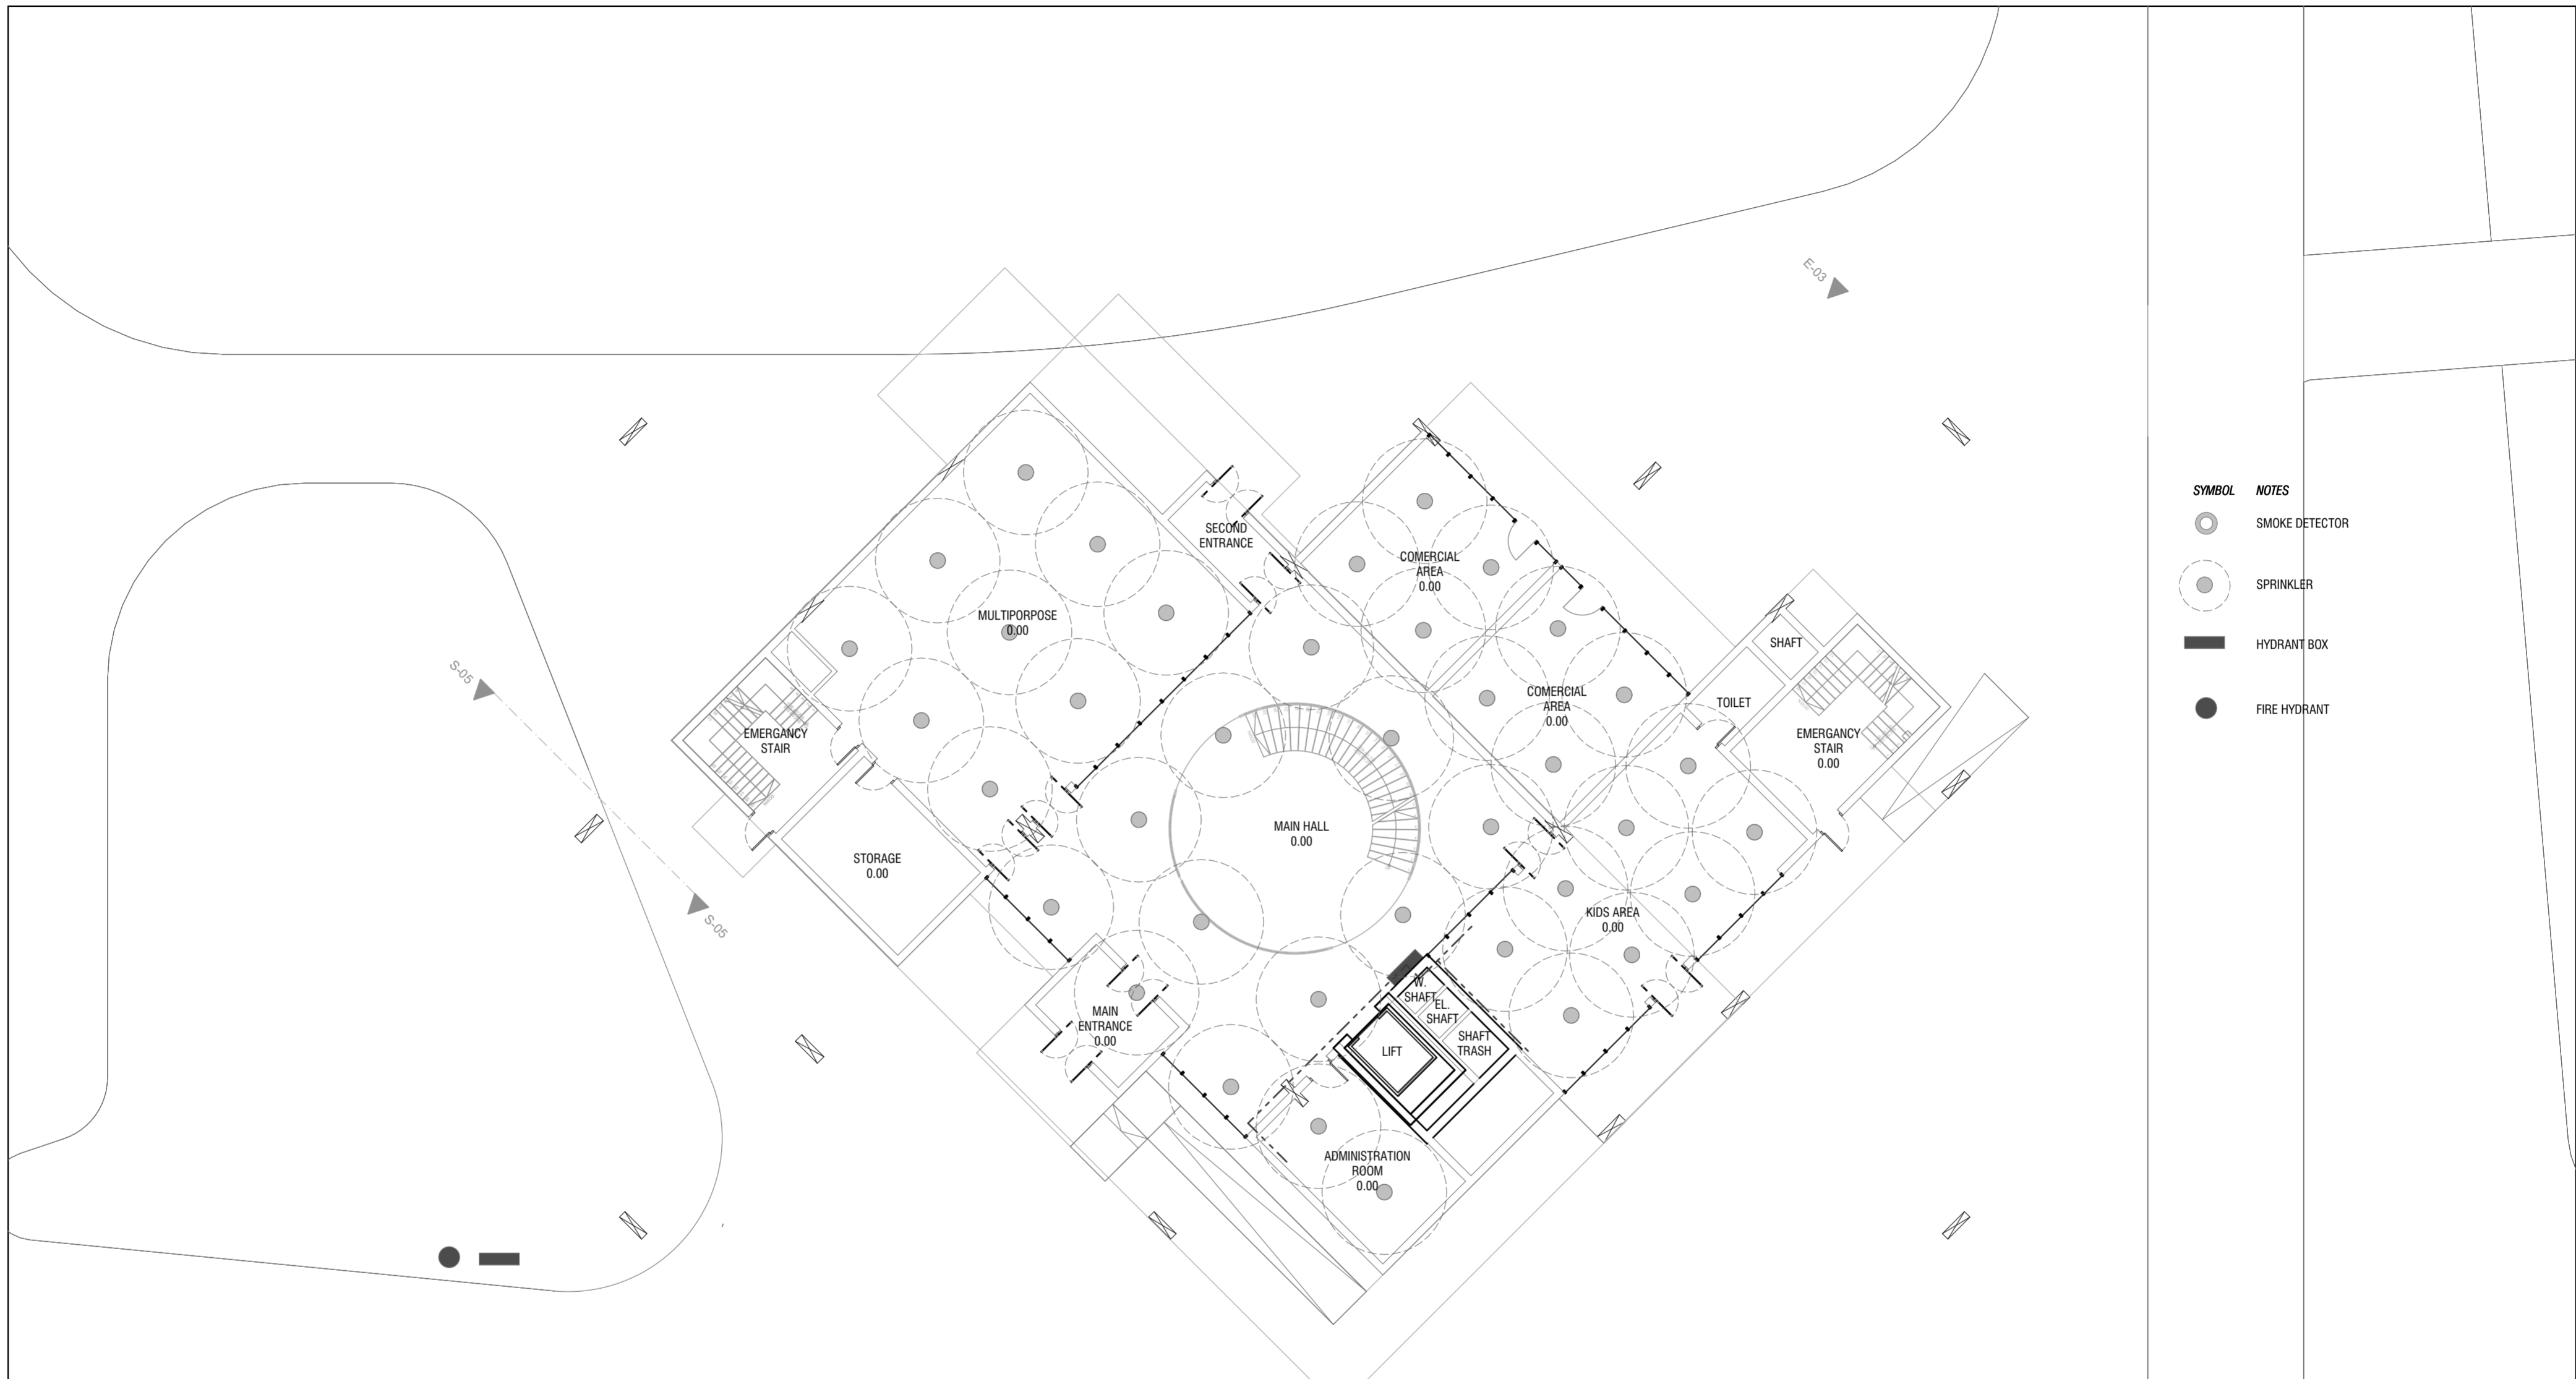 E-03
SYMBOL NOTES
SMOKE DETECTOR
SPRINKLER
HYDRANT BOX
FIRE HYDRANT
SECOND
ENTRANCE
COMERCIAL
AREA
0.00
MULTIPORPOSE
0.00
SHAFT
S-05
COMERCIAL
AREA
0.00
TOILET
EMERGANCY
STAIR
EMERGANCY
STAIR
0.00
MAIN HALL
0.00
STORAGE
0.00
S-05
KIDS AREA
0.00
W.
SHAFT
EL.
SHAFT
MAIN
ENTRANCE
0.00
SHAFT
TRASH
LIFT
ADMINISTRATION
ROOM
0.00